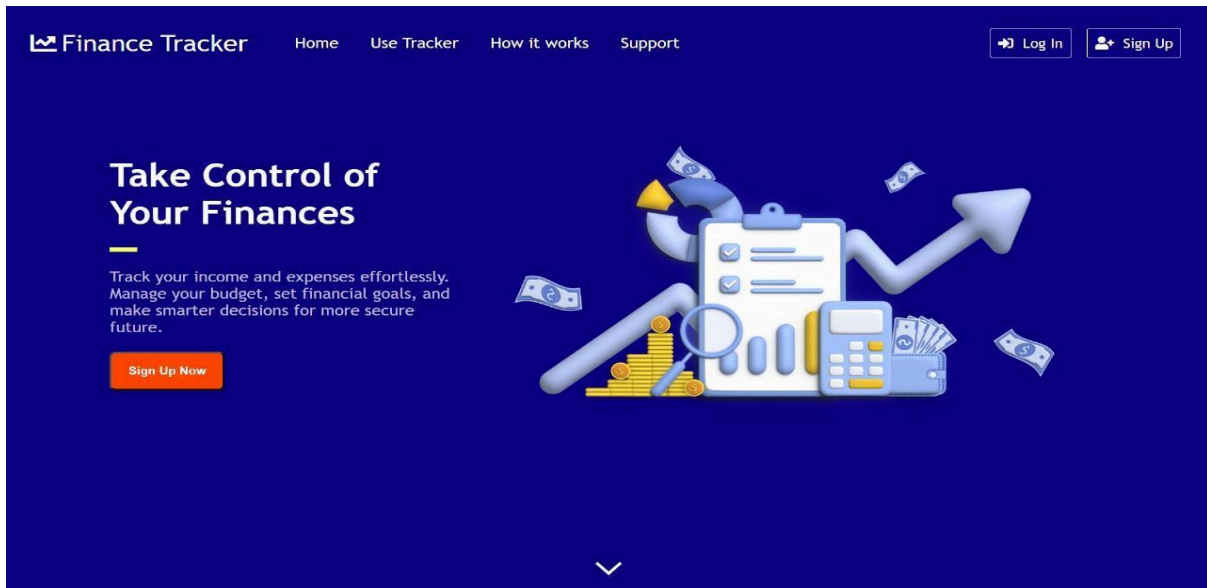 Finance Tracker
Home
Use Tracker
How it works
Support
Log In
Sign Up
Take Control of
Your Finances
Track your income and expenses effortlessly.
Manage your budget, set financial goals, and
make smarter decisions for more secure
future.
Sign Up Now